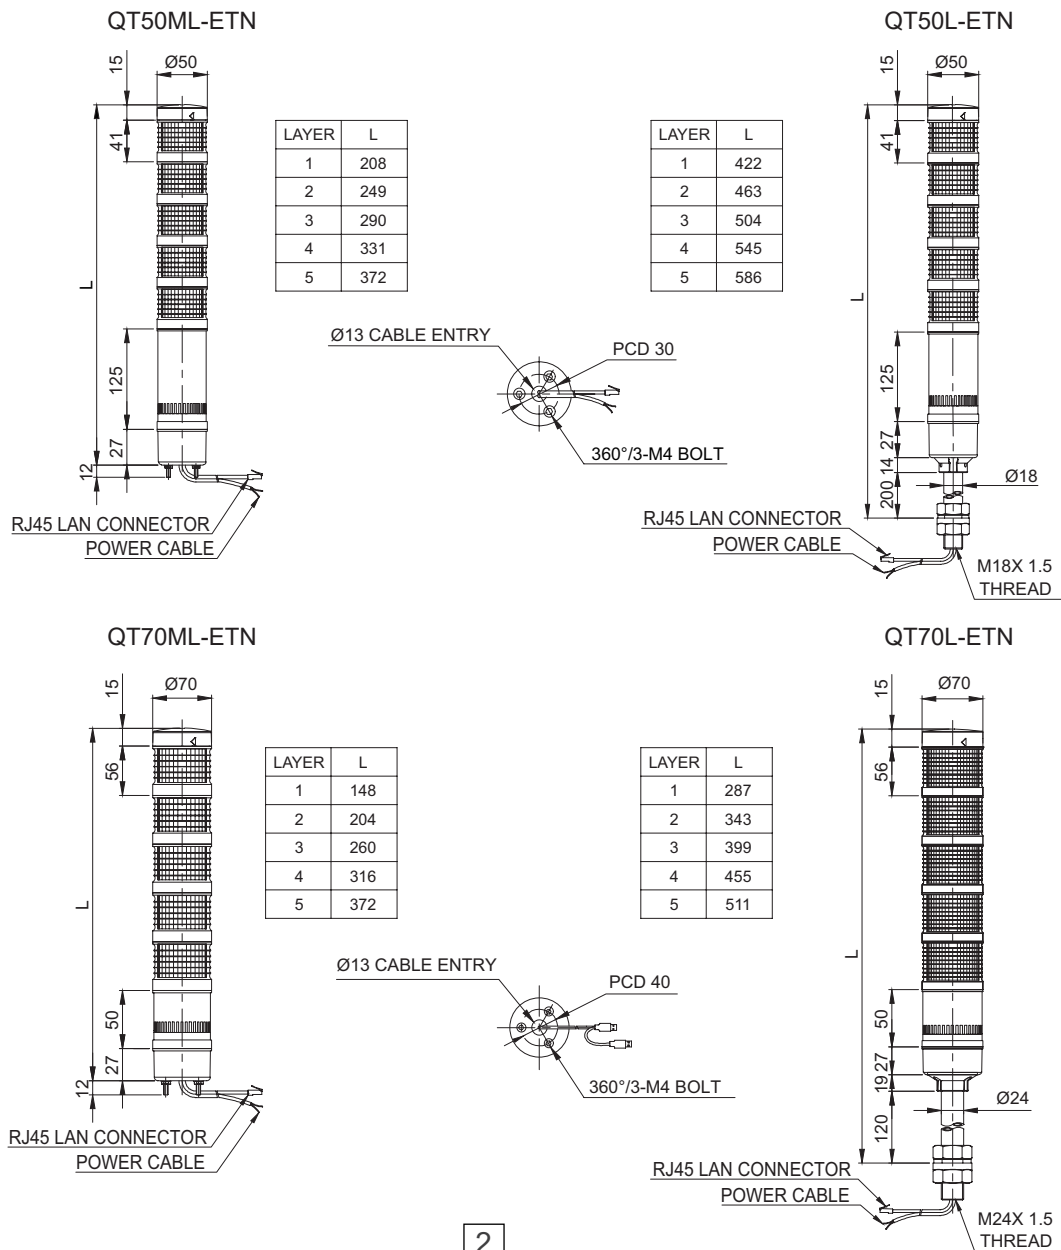 QT50ML-ETN
QT50L-ETN
15
Ø50
41
L
125
27
12
LAYER L
1 208
2 249
3 290
4 331
5 372
RJ45 LAN CONNECTOR
POWER CABLE
Ø13 CABLE ENTRY
PCD 30
360°/3-M4 BOLT
LAYER L
1 422
2 463
3 504
4 545
5 586
15
Ø50
41
L
125
27
14
200
Ø18
RJ45 LAN CONNECTOR
POWER CABLE
M18X 1.5
THREAD
QT70ML-ETN
QT70L-ETN
15
Ø70
56
L
50
27
12
LAYER L
1 148
2 204
3 260
4 316
5 372
RJ45 LAN CONNECTOR
POWER CABLE
Ø13 CABLE ENTRY
PCD 40
360°/3-M4 BOLT
LAYER L
1 287
2 343
3 399
4 455
5 511
15
Ø70
56
L
50
27
19
120
Ø24
RJ45 LAN CONNECTOR
POWER CABLE
M24X 1.5
THREAD
2